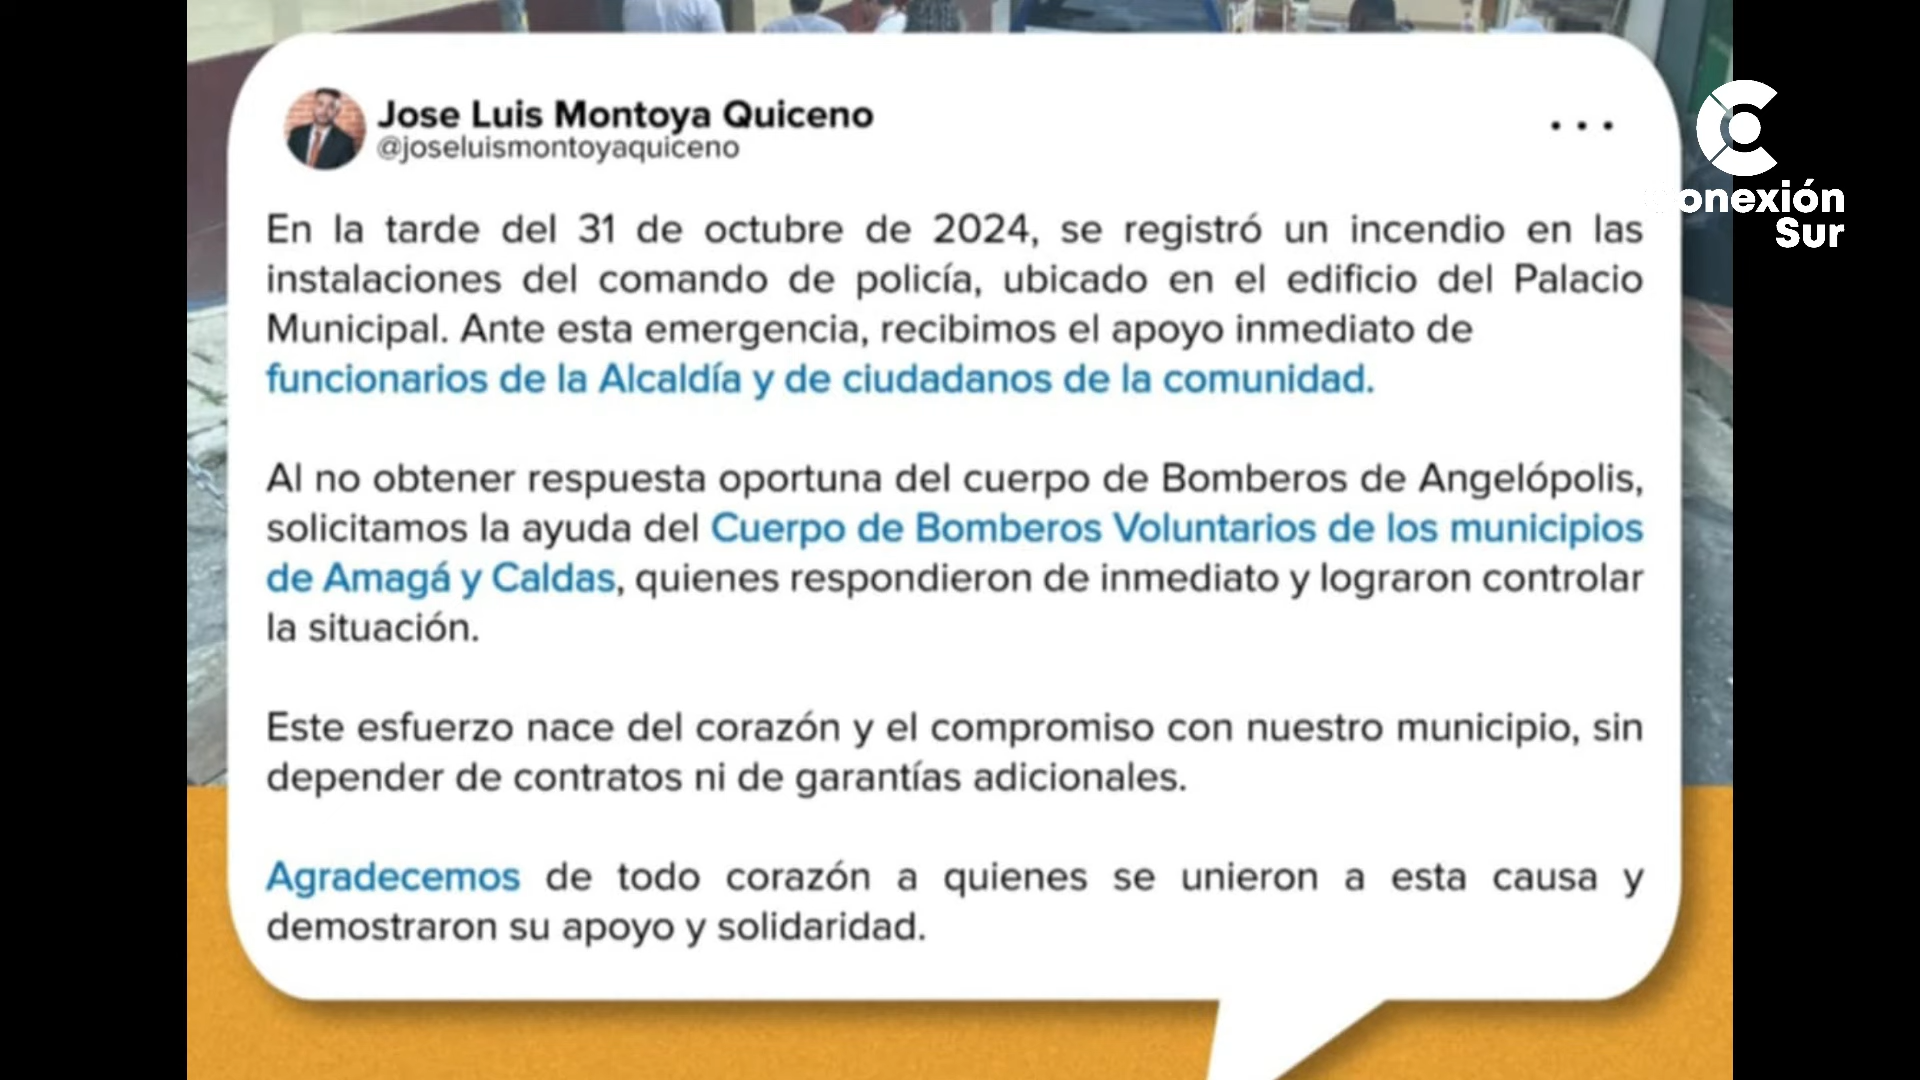 Jose Luis Montoya Quiceno
@joseluismontoyaquiceno
...
Conexión
Sur
En la tarde del 31 de octubre de 2024, se registró un incendio en las
instalaciones del comando de policía, ubicado en el edificio del Palacio
Municipal. Ante esta emergencia, recibimos el apoyo inmediato de
funcionarios de la Alcaldía y de ciudadanos de la comunidad.
Al no obtener respuesta oportuna del cuerpo de Bomberos de Angelópolis,
solicitamos la ayuda del Cuerpo de Bomberos Voluntarios de los municipios
de Amagá y Caldas, quienes respondieron de inmediato y lograron controlar
la situación.
Este esfuerzo nace del corazón y el compromiso con nuestro municipio, sin
depender de contratos ni de garantías adicionales.
Agradecemos de todo corazón a quienes se unieron a esta causa y
demostraron su apoyo y solidaridad.